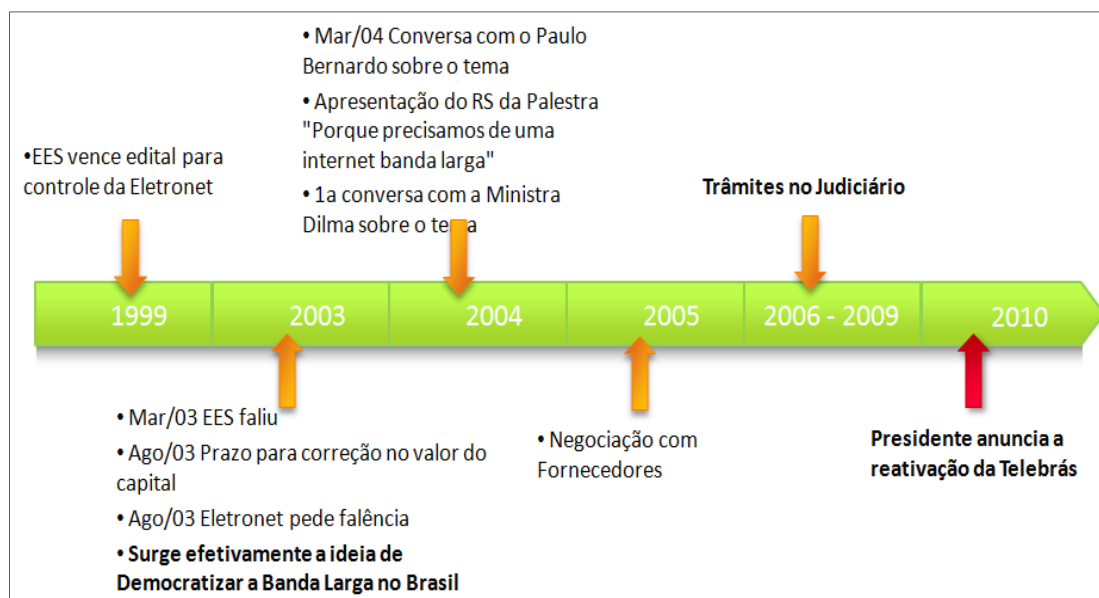 • Mar/04 Conversa com o Paulo
Bernardo sobre o tema
• Apresentação do RS da Palestra
"Porque precisamos de uma
internet banda larga"
• 1a conversa com a Ministra
Dilma sobre o tema
•EES vence edital para
controle da Eletronet
Trâmites no Judiciário
1999
2003
2004
2005
2006 - 2009
2010
• Mar/03 EES faliu
• Ago/03 Prazo para correção no valor do
capital
• Ago/03 Eletronet pede falência
• Surge efetivamente a ideia de
Democratizar a Banda Larga no Brasil
• Negociação com
Fornecedores
Presidente anuncia a
reativação da Telebrás